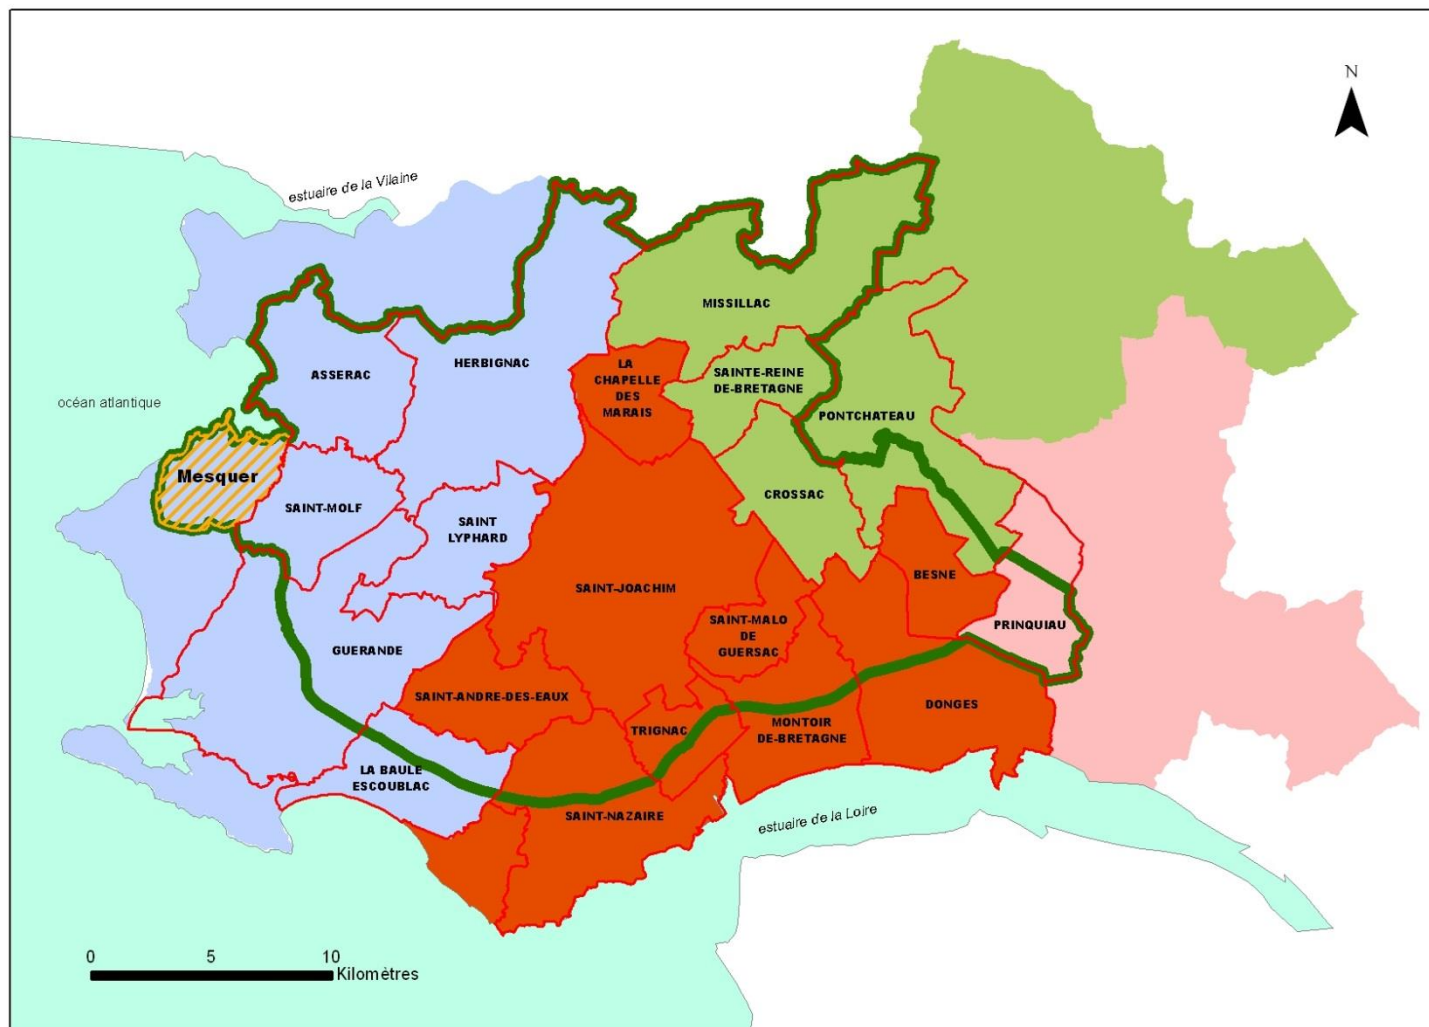 N
estuaire de la Vilaine
MISSILLAC
HERBIGNAC
LA
CHAPELLE
DES
MARAIS
ASSERAC
SAINTE-REINE
DE-BRETAGNE
océan atlantique
PONTCHATEAU
Mesquer
CROSSAC
SAINT-MOLF
SAINT
LYPHARD
BESNE
SAINT-JOACHIM
SAINT-MALO
DE
GUERSAC
PRINQUIAU
GUERANDE
SAINT-ANDRE-DES-EAUX
DONGES
TRIGNAC
MONTOIR
DE-BRETAGNE
LA BAULE
ESCOUBLAC
SAINT-NAZAIRE
estuaire de la Loire
0 5 10
Kilomètres